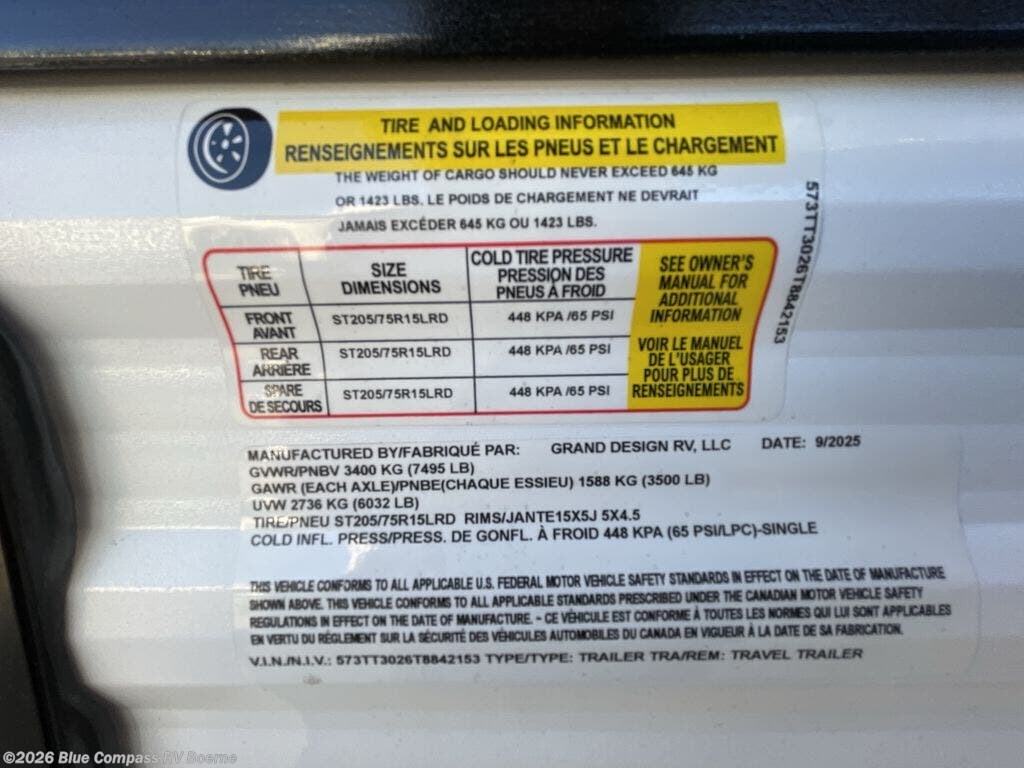 TIRE AND LOADING INFORMATION
RENSEIGNEMENTS SUR LES PNEUS ET LE CHARGEMENT
THE WEIGHT OF CARGO SHOULD NEVER EXCEED 645 KG
OR 1423 LBS. LE POIDS DE CHARGEMENT NE DEVRAIT
JAMAIS EXCÉDER 645 KG OU 1423 LBS.
573TT3026T8842153
TIRE
PNEU
SIZE
DIMENSIONS
COLD TIRE PRESSURE
PRESSION DES
PNEUS À FROID
FRONT
AVANT
ST205/75R15LRD
448 KPA /65 PSI
REAR
ARRIÈRE
ST205/75R15LRD
448 KPA /65 PSI
SPARE
DE SECOURS
ST205/75R15LRD
448 KPA /65 PSI
SEE OWNER'S
MANUAL FOR
ADDITIONAL
INFORMATION
VOIR LE MANUEL
DE L'USAGER
POUR PLUS DE
RENSEIGNEMENTS
MANUFACTURED BY/FABRIQUÉ PAR: GRAND DESIGN RV, LLC DATE: 9/2025
GVWR/PNBV 3400 KG (7495 LB)
GAWR (EACH AXLE)/PNBE(CHAQUE ESSIEU) 1588 KG (3500 LB)
UVW 2736 KG (6032 LB)
TIRE/PNEU ST205/75R15LRD RIMS/JANTE15X5J 5X4.5
COLD INFL. PRESS/PRESS. DE GONFL. À FROID 448 KPA (65 PSI/LPC)-SINGLE
THIS VEHICLE CONFORMS TO ALL APPLICABLE U.S. FEDERAL MOTOR VEHICLE SAFETY STANDARDS IN EFFECT ON THE DATE OF MANUFACTURE
SHOWN ABOVE. THIS VEHICLE CONFORMS TO ALL APPLICABLE STANDARDS PRESCRIBED UNDER THE CANADIAN MOTOR VEHICLE SAFETY
REGULATIONS IN EFFECT ON THE DATE OF MANUFACTURE. - CE VÉHICULE EST CONFORME À TOUTES LES NORMES QUI LUI SONT APPLICABLES
EN VERTU DU RÉGLEMENT SUR LA SÉCURITÉ DES VÉHICULES AUTOMOBILES DU CANADA EN VIGUEUR À LA DATE DE SA FABRICATION.
V.I.N./N.I.V.: 573TT3026T8842153 TYPE/TYPE: TRAILER TRA/REM: TRAVEL TRAILER
©2026 Blue Compass RV Boerne